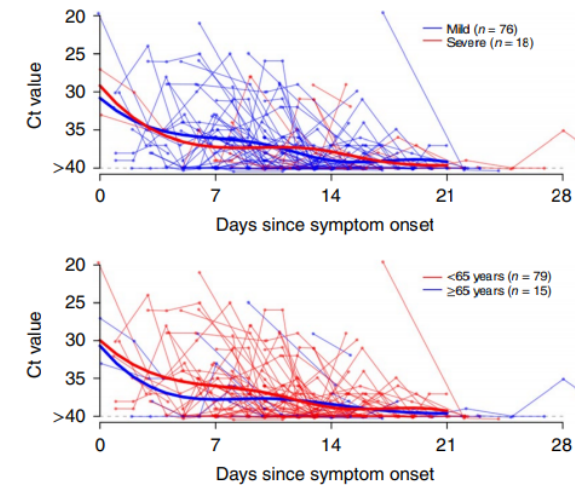 20
25
30
35
>40
Ct value
Mild (n = 76)
Severe (n = 18)
0 7 14 21 28
Days since symptom onset
20
25
30
35
>40
Ct value
<65 years (n = 79)
≥65 years (n = 15)
0 7 14 21 28
Days since symptom onset